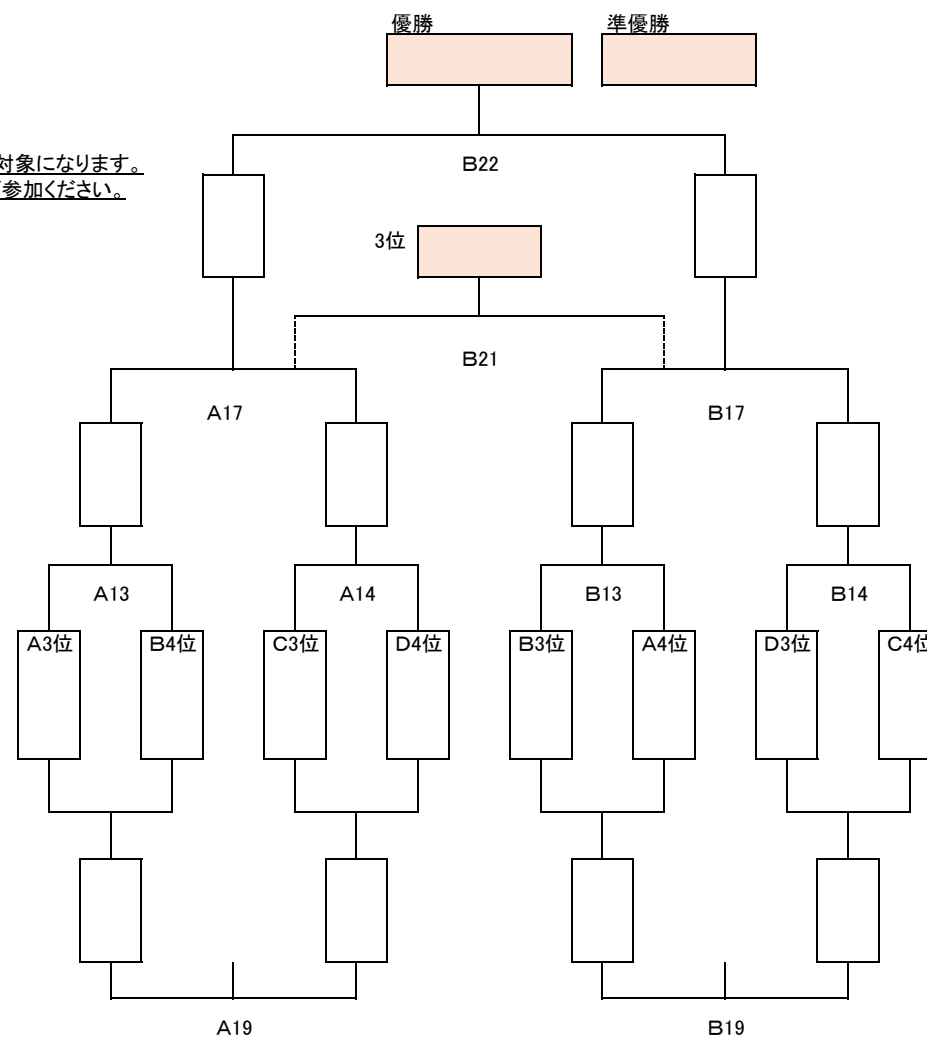 優勝 準優勝
対象になります。
B22
参加ください。
3位
B21
A17 B17
A13 A14 B13 B14
A3位 B4位 C3位 D4位 B3位 A4位 D3位 C4位
A19 B19